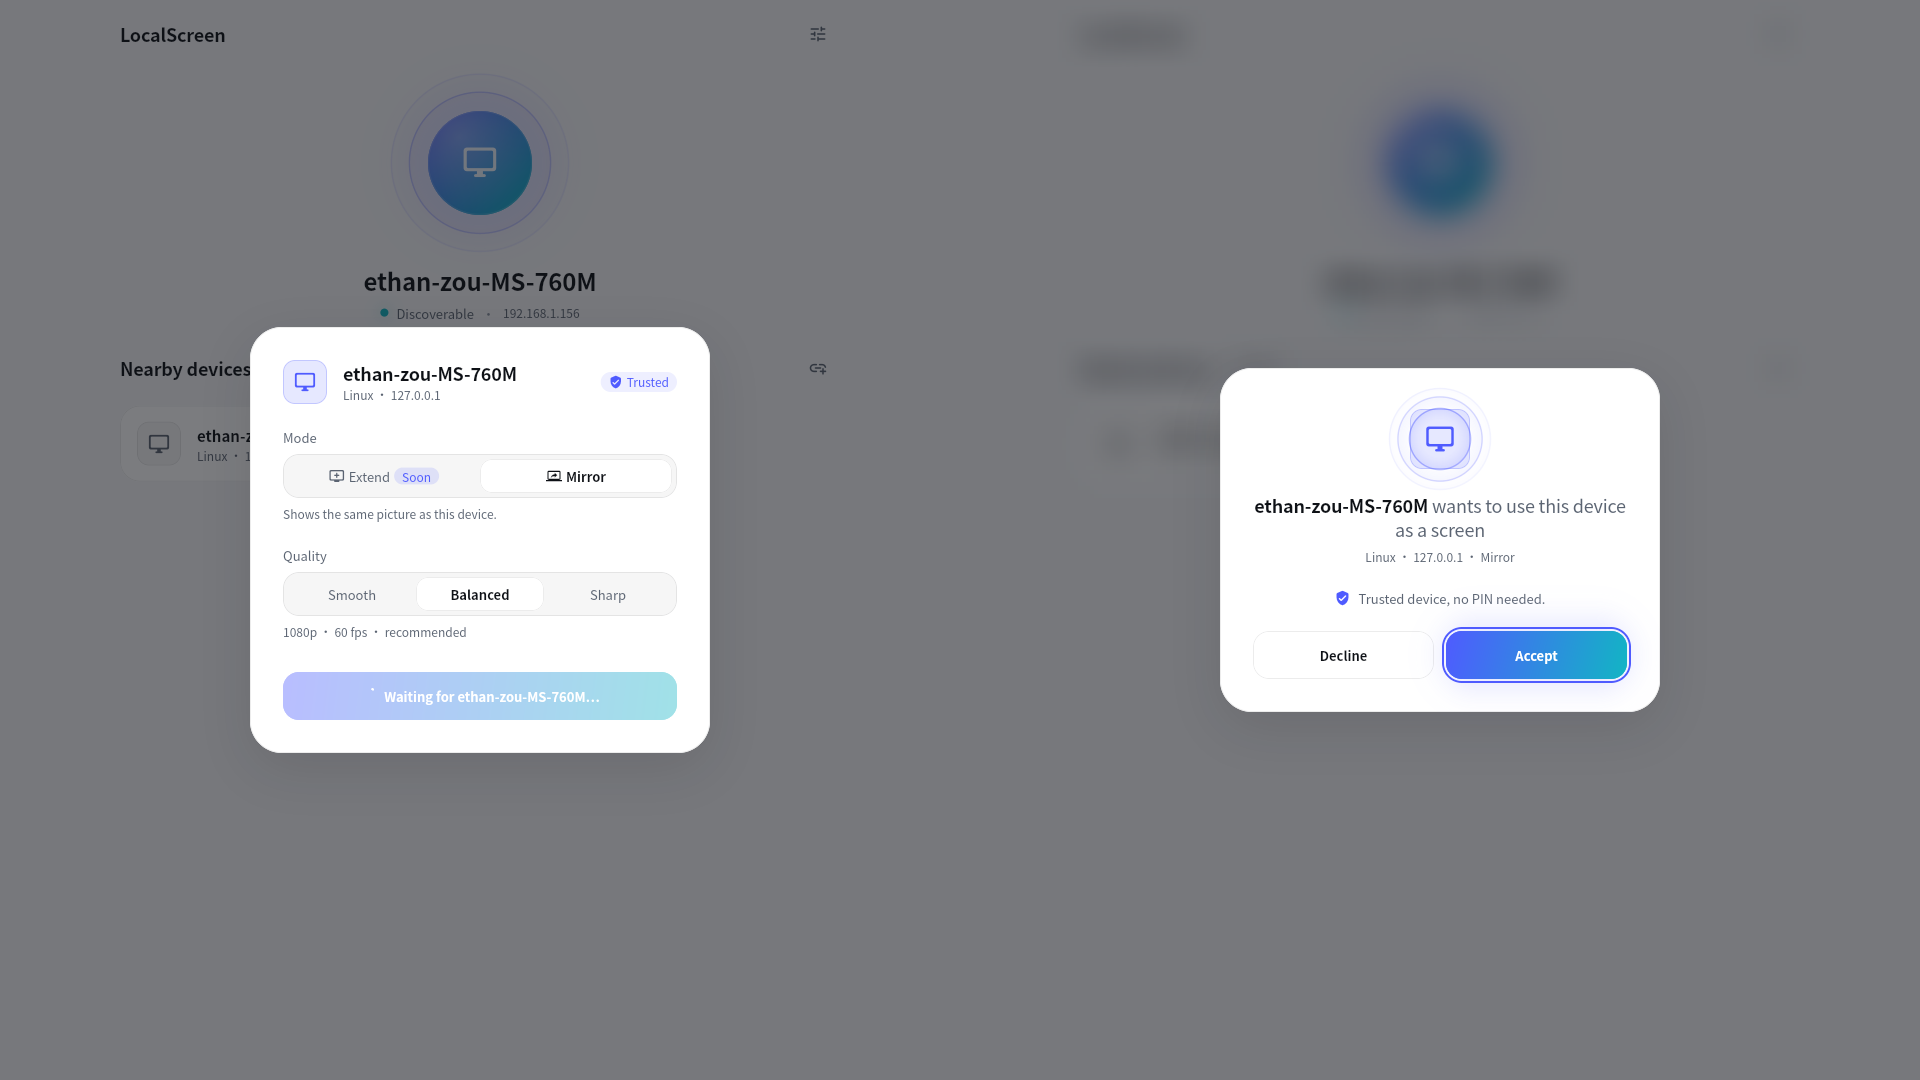 LocalScreen
ethan-zou-MS-760M
Discoverable • 192.168.1.156
Nearby devices
ethan-z
Linux • 1
ethan-zou-MS-760M
Linux • 127.0.0.1
Trusted
Mode
Extend Soon
Mirror
Shows the same picture as this device.
Quality
Smooth
Balanced
Sharp
1080p • 60 fps • recommended
Waiting for ethan-zou-MS-760M…
ethan-zou-MS-760M wants to use this device
as a screen
Linux • 127.0.0.1 • Mirror
Trusted device, no PIN needed.
Decline
Accept